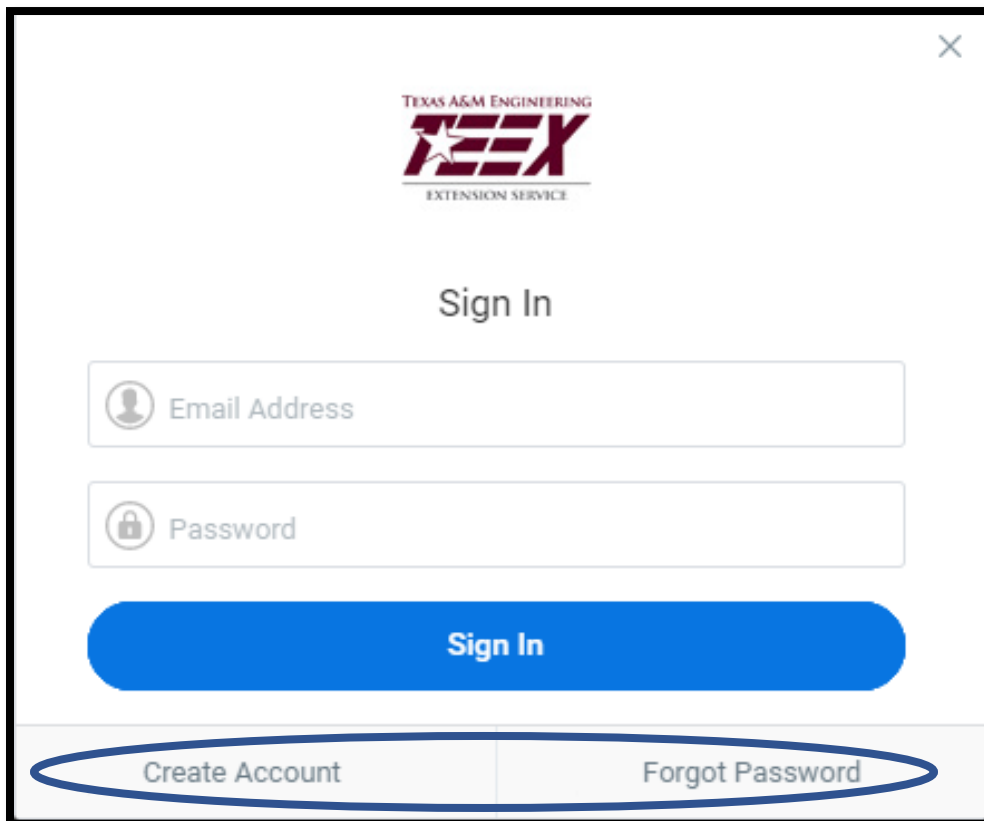 TEXAS A&M ENGINEERING
TEEX
EXTENSION SERVICE
Sign In
Email Address
Password
Sign In
Create Account Forgot Password